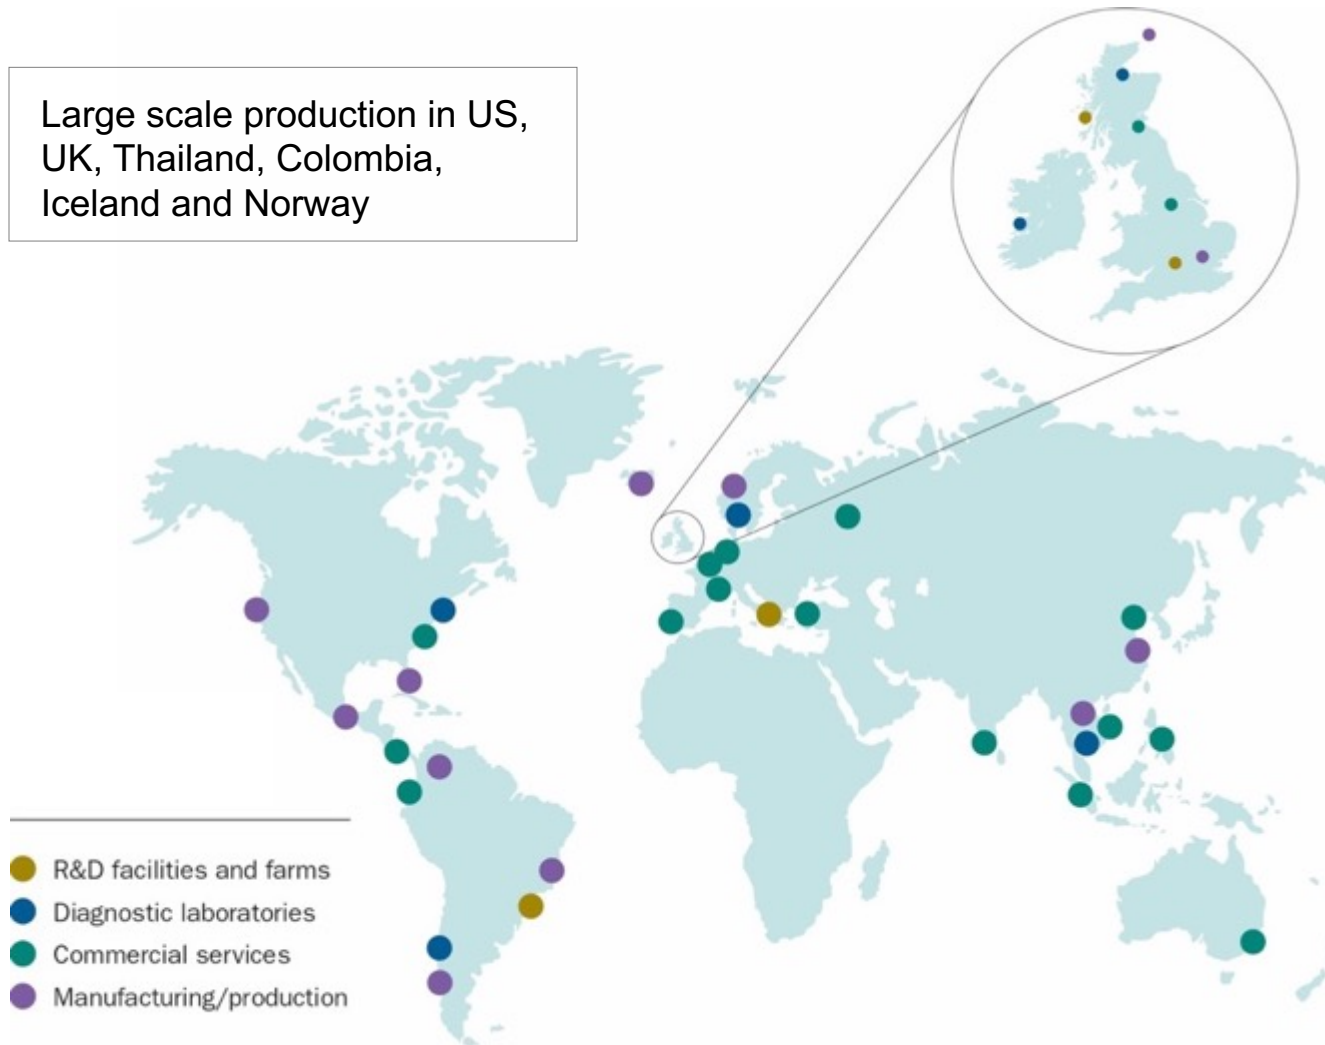 Large scale production in US,
UK, Thailand, Colombia,
Iceland and Norway
R&D facilities and farms
Diagnostic laboratories
Commercial services
Manufacturing/production